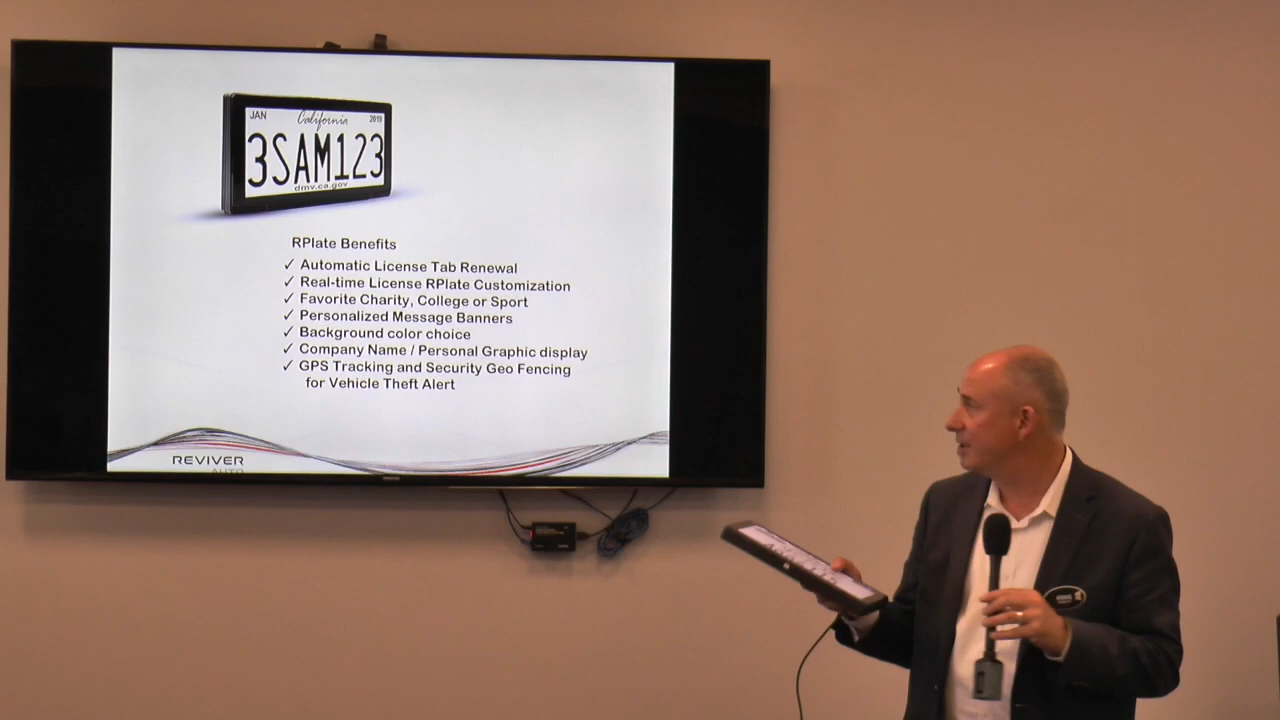 JAN California 2019
3SAM123
dmv.ca.gov
RPlate Benefits
✓ Automatic License Tab Renewal
✓ Real-time License RPlate Customization
✓ Favorite Charity, College or Sport
✓ Personalized Message Banners
✓ Background color choice
✓ Company Name / Personal Graphic display
✓ GPS Tracking and Security Geo Fencing
for Vehicle Theft Alert
REVIVER
AUTO